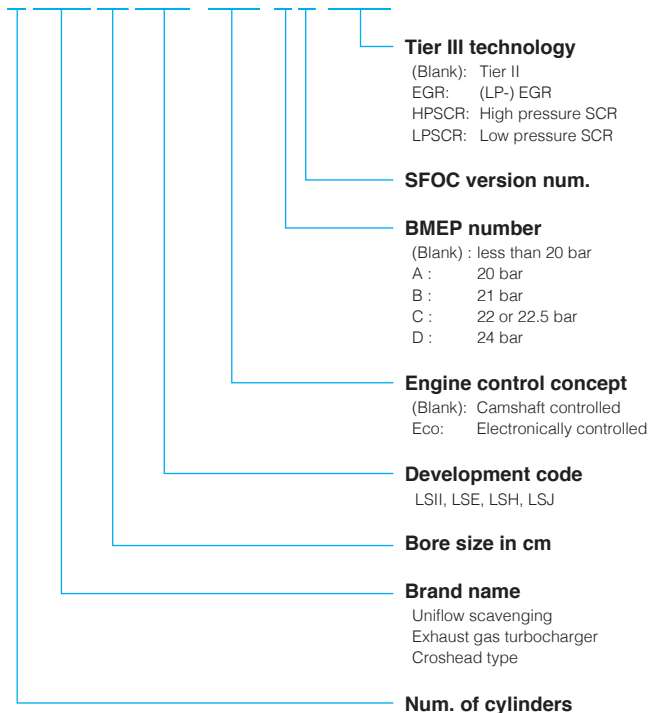 Tier III technology
(Blank): Tier II
EGR: (LP-) EGR
HPSCR: High pressure SCR
LPSCR: Low pressure SCR
SFOC version num.
BMEP number
(Blank) : less than 20 bar
A : 20 bar
B : 21 bar
C : 22 or 22.5 bar
D : 24 bar
Engine control concept
(Blank): Camshaft controlled
Eco: Electronically controlled
Development code
LSII, LSE, LSH, LSJ
Bore size in cm
Brand name
Uniflow scavenging
Exhaust gas turbocharger
Croshead type
Num. of cylinders